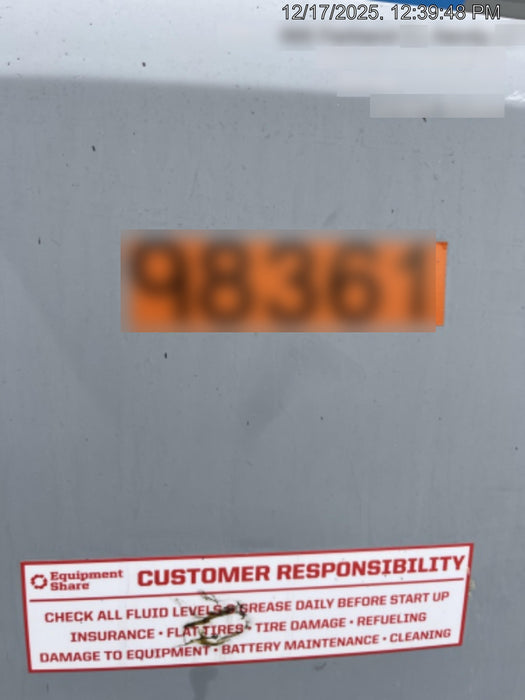 12/17/2025, 12:39:48 PM
Equipment
Share
CUSTOMER RESPONSIBILITY
CHECK ALL FLUID LEVELS & GREASE DAILY BEFORE START UP
INSURANCE • FLAT TIRES • TIRE DAMAGE • REFUELING
DAMAGE TO EQUIPMENT • BATTERY MAINTENANCE • CLEANING